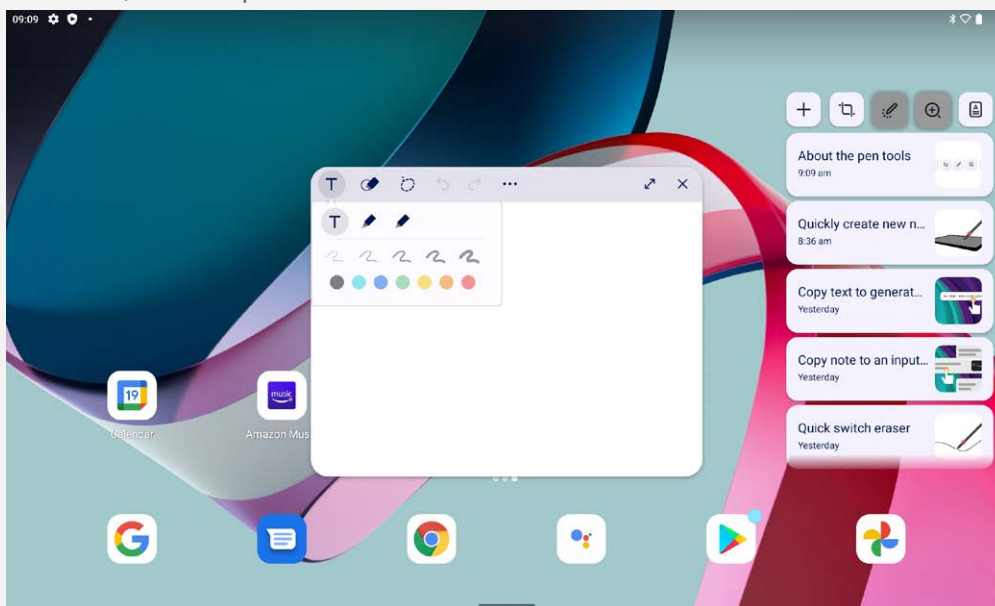 09:09
About the pen tools
9:09 am
T
T
Quickly create new n...
8:36 am
Copy text to generat...
Yesterday
Copy note to an input...
Yesterday
Quick switch eraser
Yesterday
19
music
Calendar
Amazon Mus